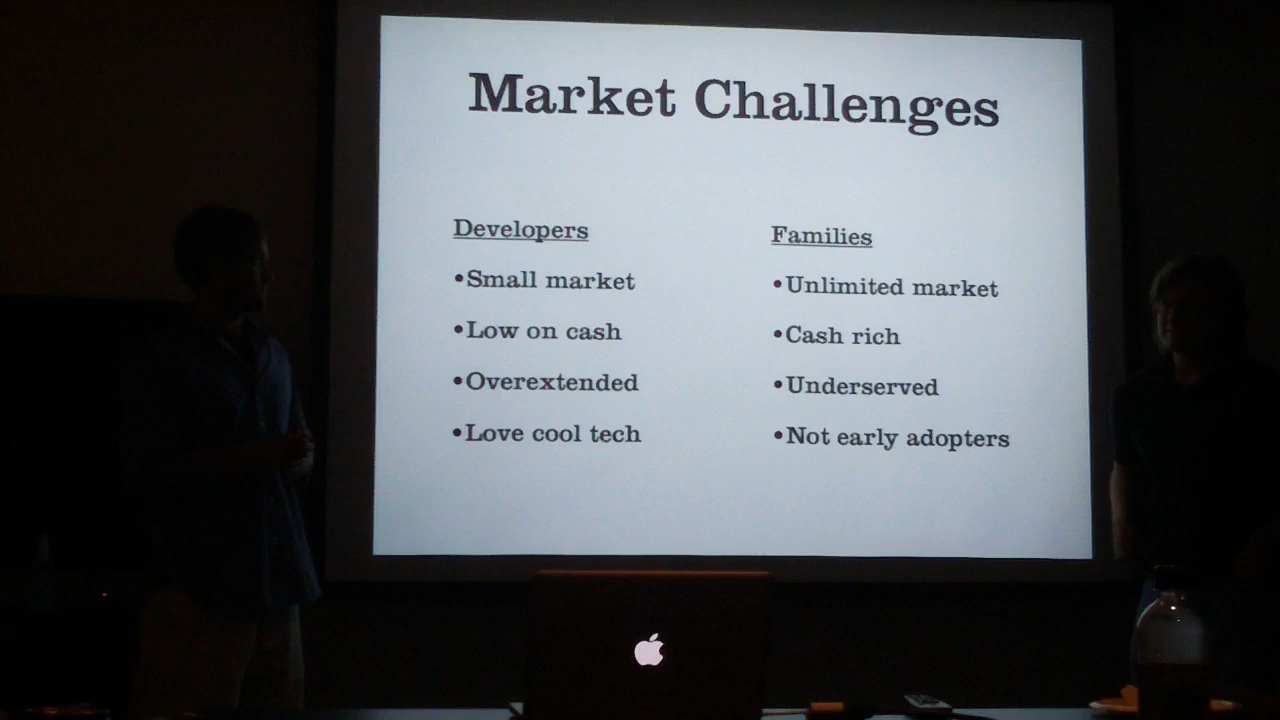 Market Challenges
Developers
•Small market
•Low on cash
•Overextended
•Love cool tech
Families
•Unlimited market
•Cash rich
•Underserved
•Not early adopters